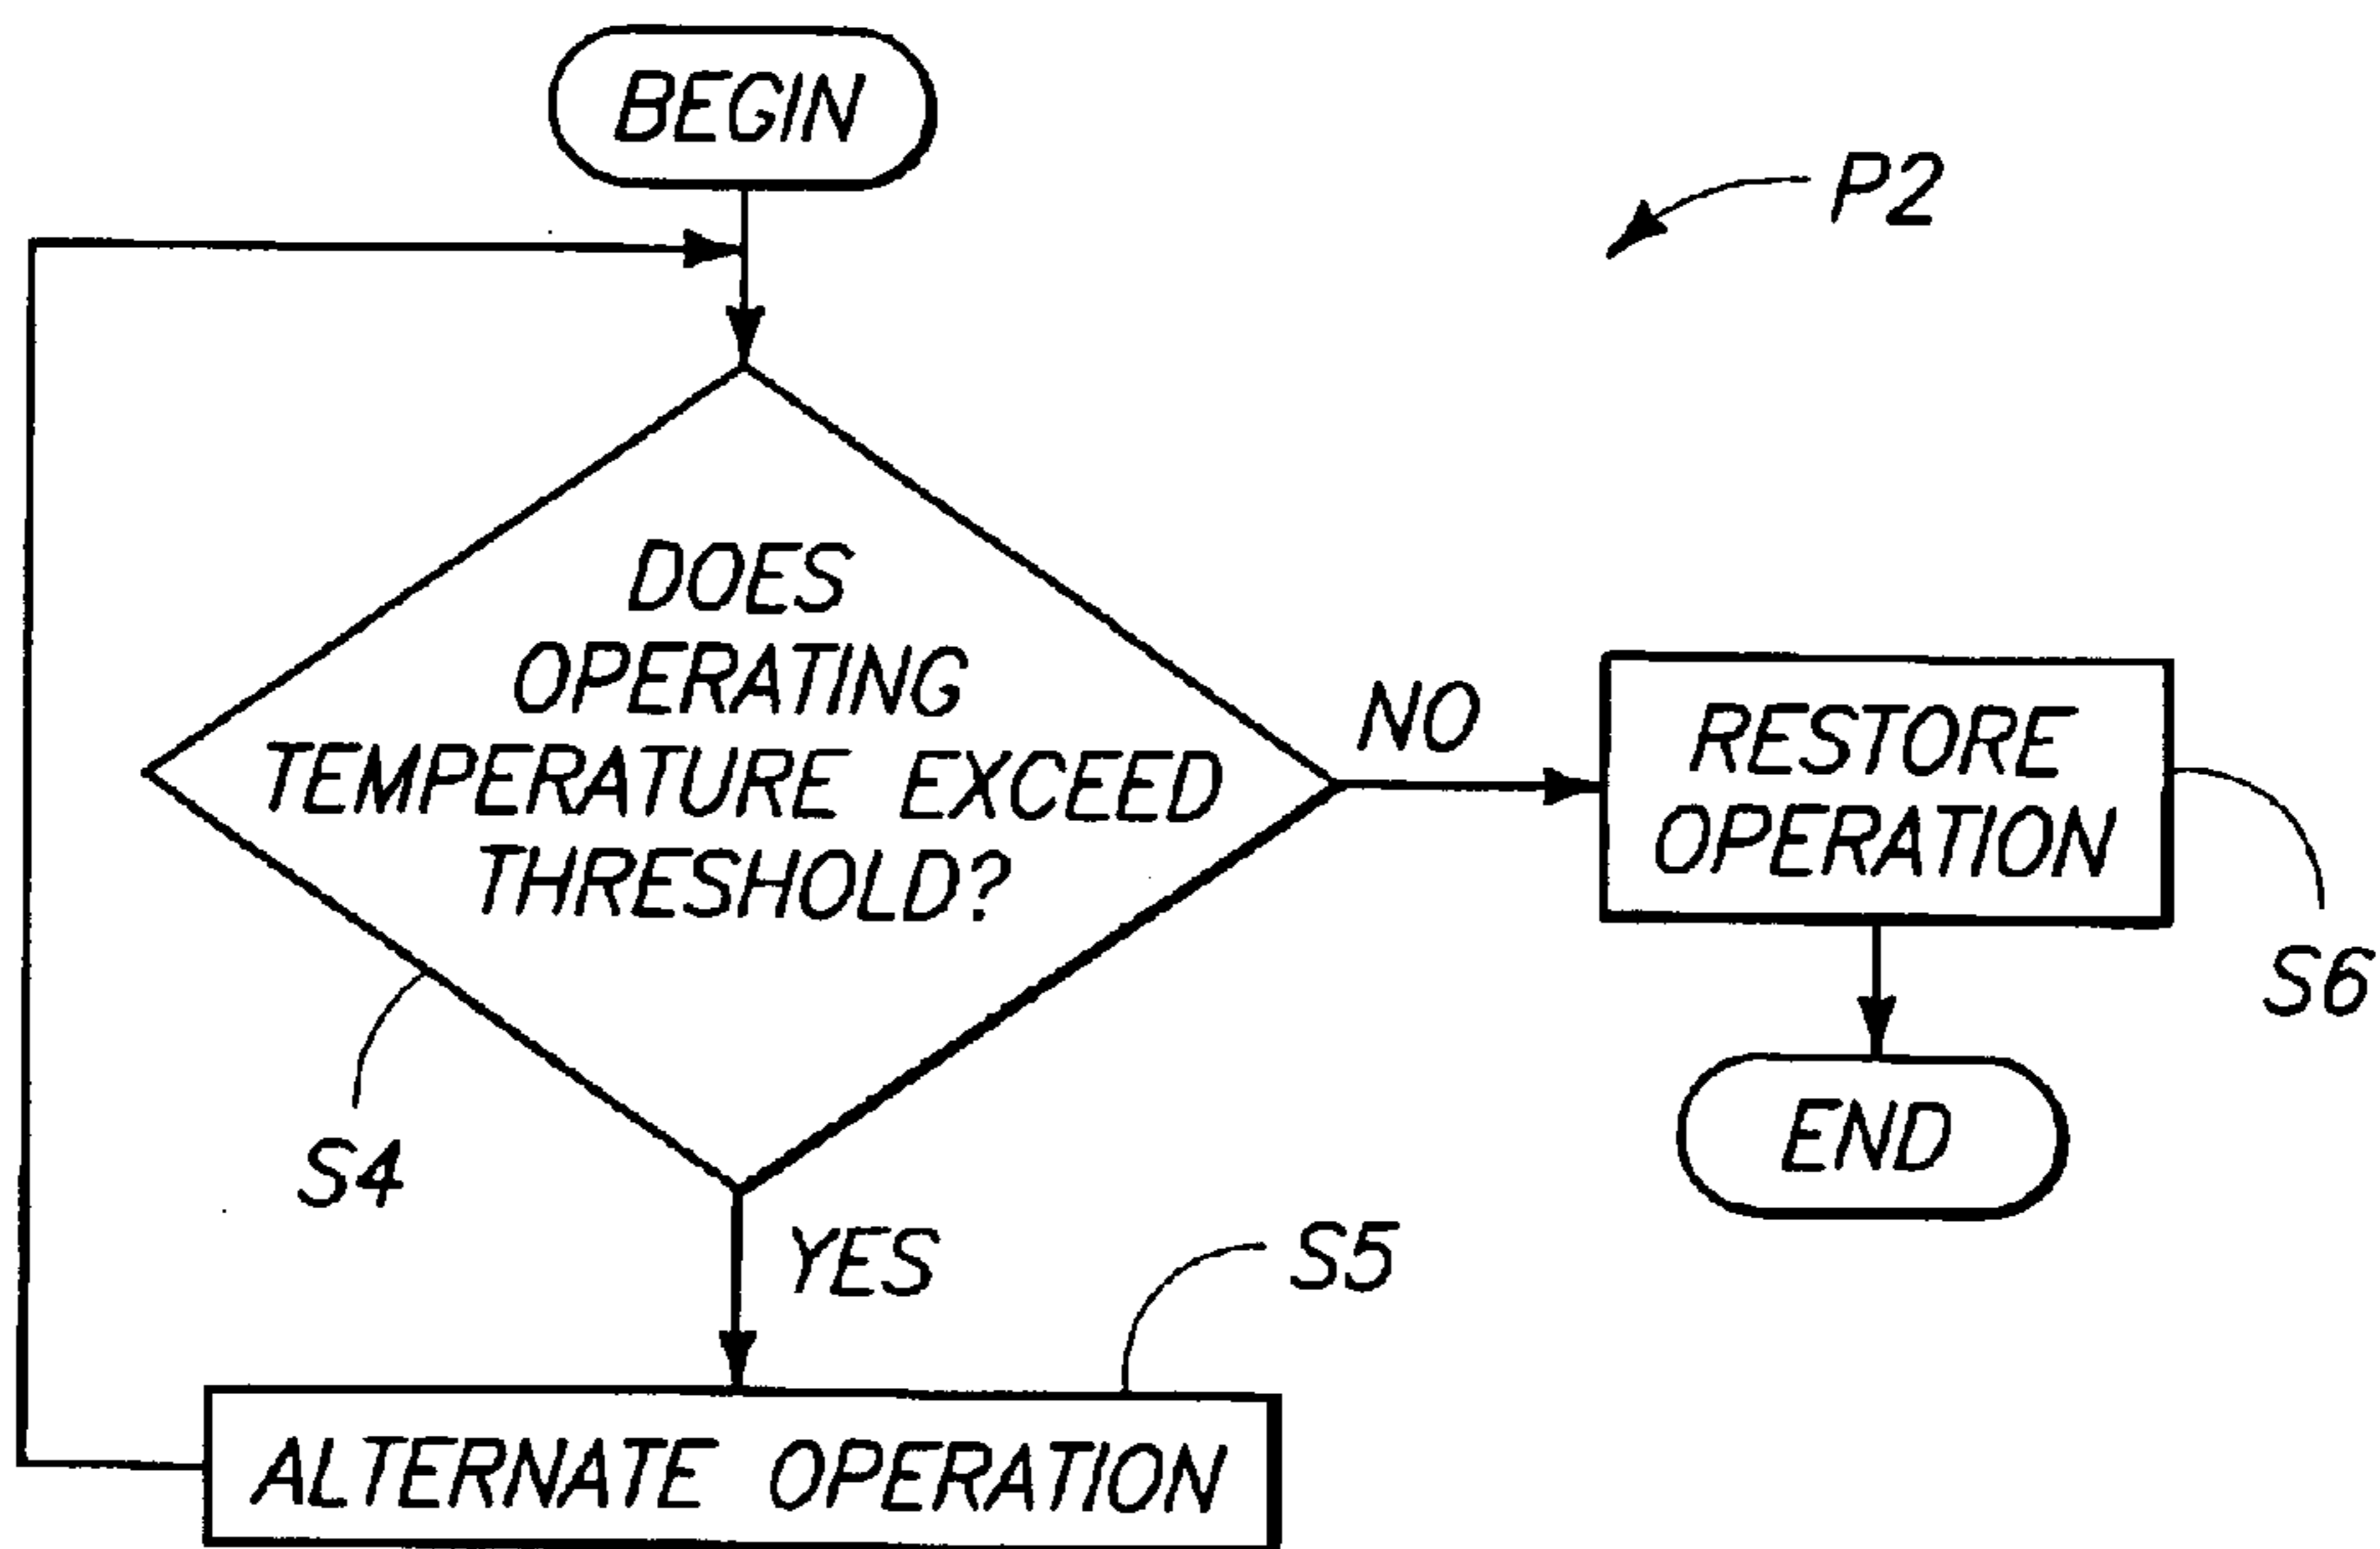 BEGIN
P2
DOES
OPERATING
TEMPERATURE EXCEED
THRESHOLD?
NO
RESTORE
OPERATION
S6
END
S4
YES
S5
ALTERNATE OPERATION